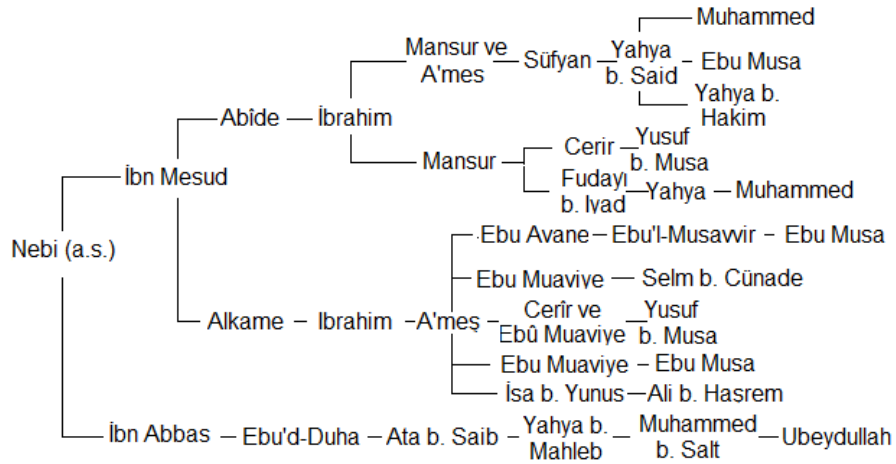 Muhammed
Mansur ve
A'mes
Süfyan
Yahya
b. Said
Ebu Musa
Yahya b.
Hakim
Abîde
İbrahim
Mansur
Cerir
Yusuf
b. Musa
Fudayı
b. Iyad
Yahya
Muhammed
İbn Mesud
Nebi (a.s.)
Ebu Avane
Ebu'l-Musavvir
Ebu Musa
Ebu Muaviye
Selm b. Cünade
Alkame
Ibrahim
A'meş
Cerîr ve
Ebû Muaviye
Yusuf
b. Musa
Ebu Muaviye
Ebu Musa
İsa b. Yunus
Ali b. Haşrem
İbn Abbas
Ebu'd-Duha
Ata b. Saib
Yahya b.
Mahleb
Muhammed
b. Salt
Ubeydullah